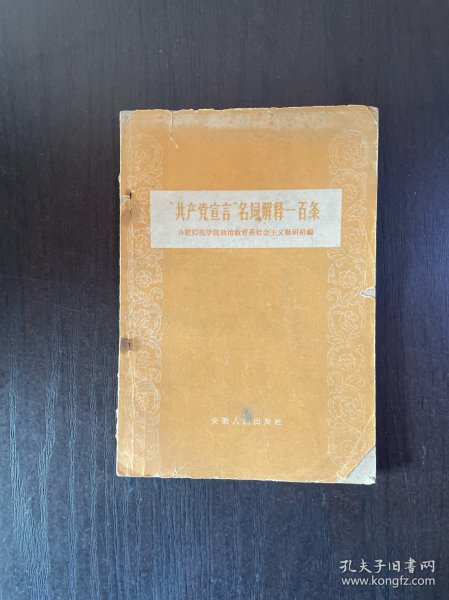 "共产党宣言"名词解释一百条
合肥师范学院政治教育系社会主义教研组编
安徽人民出版社
孔夫子旧书网
www.kongfz.com